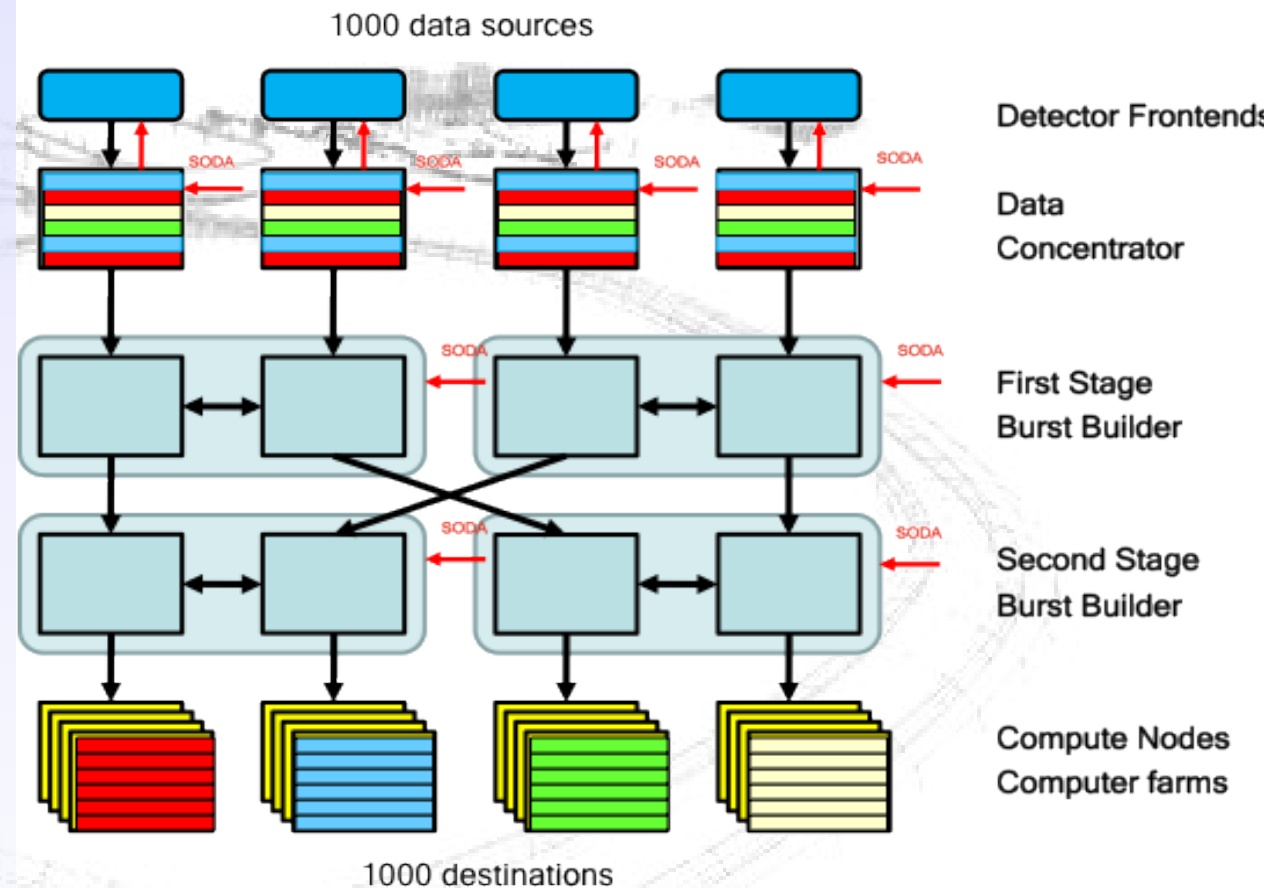 1000 data sources
Detector Frontends
SODA
SODA
SODA
SODA
Data
Concentrator
SODA
SODA
First Stage
Burst Builder
SODA
SODA
Second Stage
Burst Builder
Compute Nodes
Computer farms
1000 destinations